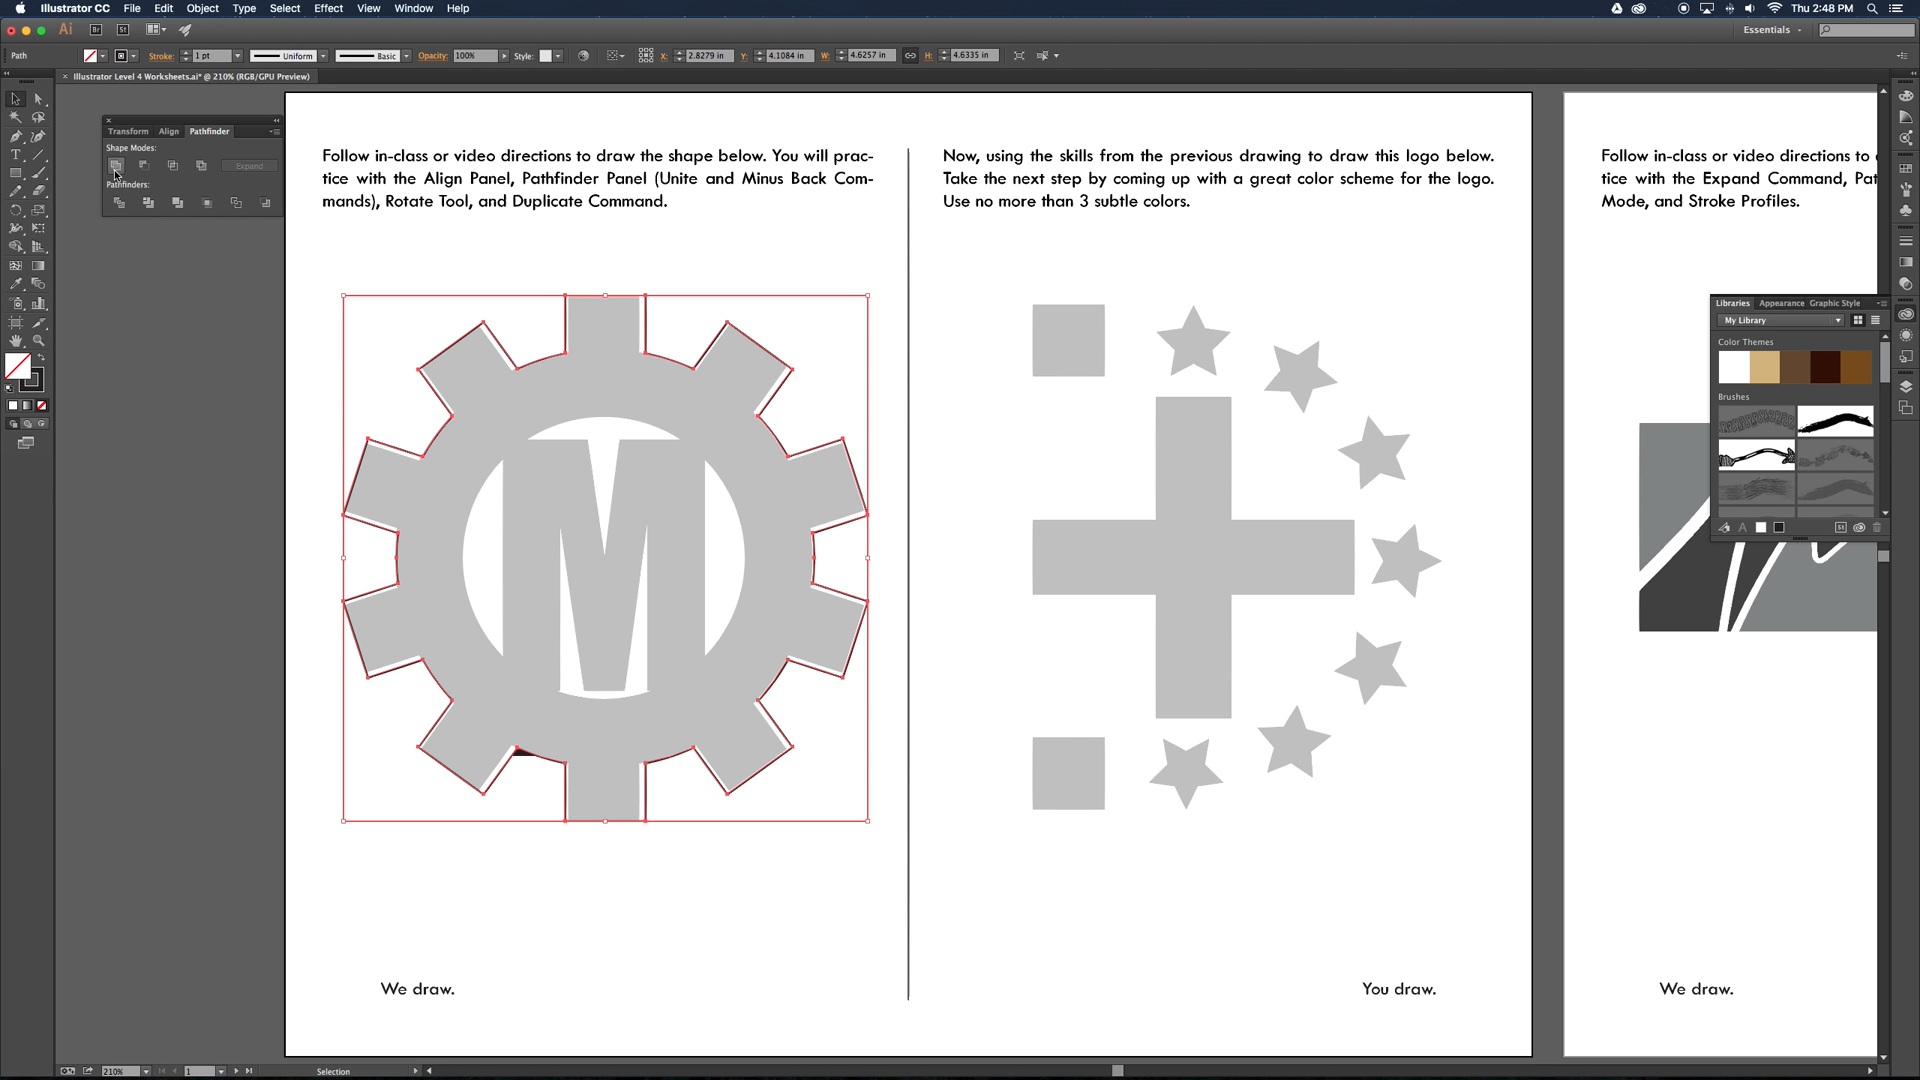 Illustrator CC File Edit Object Type Select Effect View Window Help
Thu 2:48 PM
Ai Br St
Essentials
Path Stroke: 1 pt Uniform Basic Opacity: 100% Style: X: 2.8279 in Y: 4.1084 in W: 4.6257 in H: 4.6335 in
Illustrator Level 4 Worksheets.ai* @ 210% (RGB/GPU Preview)
Transform Align Pathfinder
Shape Modes:
Expand
Pathfinders:
Follow in-class or video directions to draw the shape below. You will prac-
tice with the Align Panel, Pathfinder Panel (Unite and Minus Back Com-
mands), Rotate Tool, and Duplicate Command.
M
We draw.
Now, using the skills from the previous drawing to draw this logo below.
Take the next step by coming up with a great color scheme for the logo.
Use no more than 3 subtle colors.
You draw.
Follow in-class or video directions to
tice with the Expand Command, Pat
Mode, and Stroke Profiles.
We draw.
Libraries Appearance Graphic Style
My Library
Color Themes
Brushes
A St
210% 1 Selection